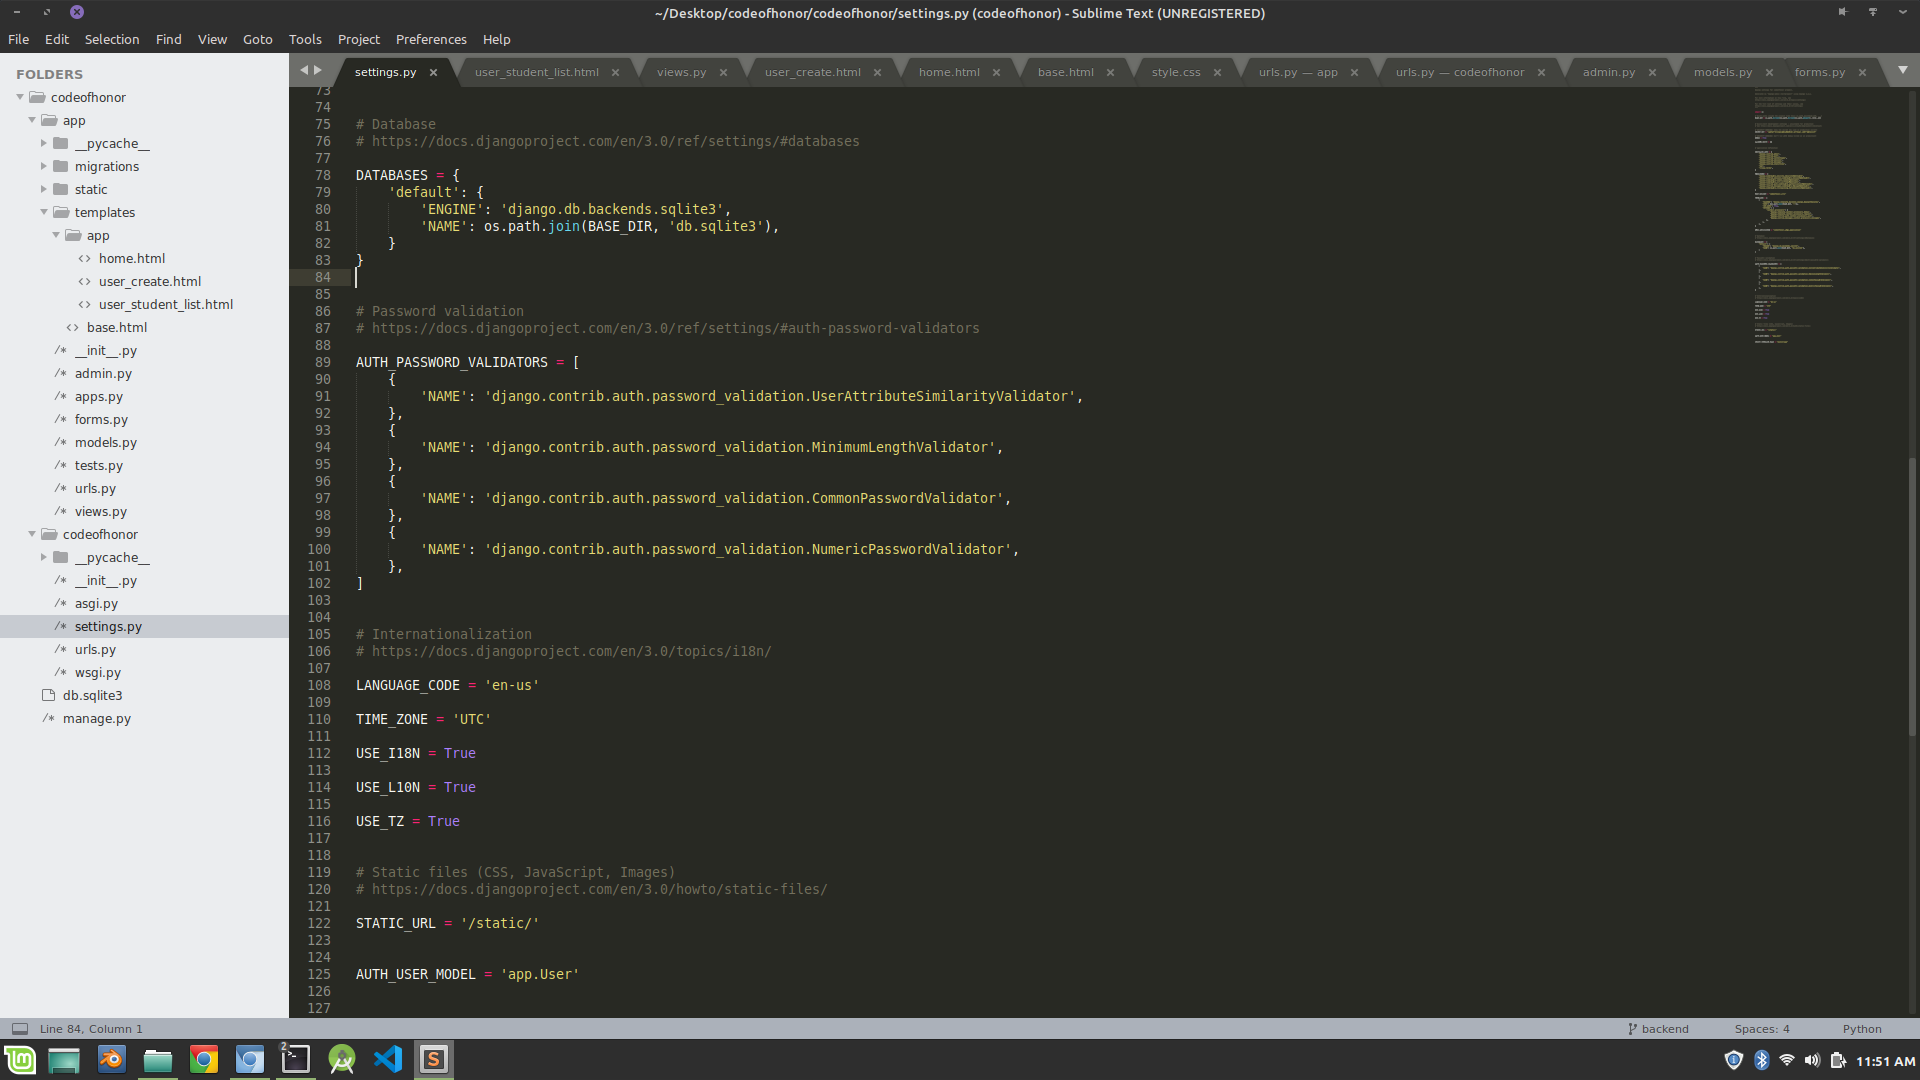 ~/Desktop/codeofhonor/codeofhonor/settings.py (codeofhonor) - Sublime Text (UNREGISTERED)
File Edit Selection Find View Goto Tools Project Preferences Help
FOLDERS
codeofhonor
app
__pycache__
migrations
static
templates
app
home.html
user_create.html
user_student_list.html
base.html
__init__.py
admin.py
apps.py
forms.py
models.py
tests.py
urls.py
views.py
codeofhonor
__pycache__
__init__.py
asgi.py
settings.py
urls.py
wsgi.py
db.sqlite3
manage.py
settings.py × user_student_list.html × views.py × user_create.html × home.html × base.html × style.css × urls.py — app × urls.py — codeofhonor × admin.py × models.py × forms.py ×
73
74
75 # Database
76 # https://docs.djangoproject.com/en/3.0/ref/settings/#databases
77
78 DATABASES = {
79     'default': {
80         'ENGINE': 'django.db.backends.sqlite3',
81         'NAME': os.path.join(BASE_DIR, 'db.sqlite3'),
82     }
83 }
84
85
86 # Password validation
87 # https://docs.djangoproject.com/en/3.0/ref/settings/#auth-password-validators
88
89 AUTH_PASSWORD_VALIDATORS = [
90     {
91         'NAME': 'django.contrib.auth.password_validation.UserAttributeSimilarityValidator',
92     },
93     {
94         'NAME': 'django.contrib.auth.password_validation.MinimumLengthValidator',
95     },
96     {
97         'NAME': 'django.contrib.auth.password_validation.CommonPasswordValidator',
98     },
99     {
100         'NAME': 'django.contrib.auth.password_validation.NumericPasswordValidator',
101     },
102 ]
103
104
105 # Internationalization
106 # https://docs.djangoproject.com/en/3.0/topics/i18n/
107
108 LANGUAGE_CODE = 'en-us'
109
110 TIME_ZONE = 'UTC'
111
112 USE_I18N = True
113
114 USE_L10N = True
115
116 USE_TZ = True
117
118
119 # Static files (CSS, JavaScript, Images)
120 # https://docs.djangoproject.com/en/3.0/howto/static-files/
121
122 STATIC_URL = '/static/'
123
124
125 AUTH_USER_MODEL = 'app.User'
126
127
Line 84, Column 1 backend Spaces: 4 Python
2 11:51 AM